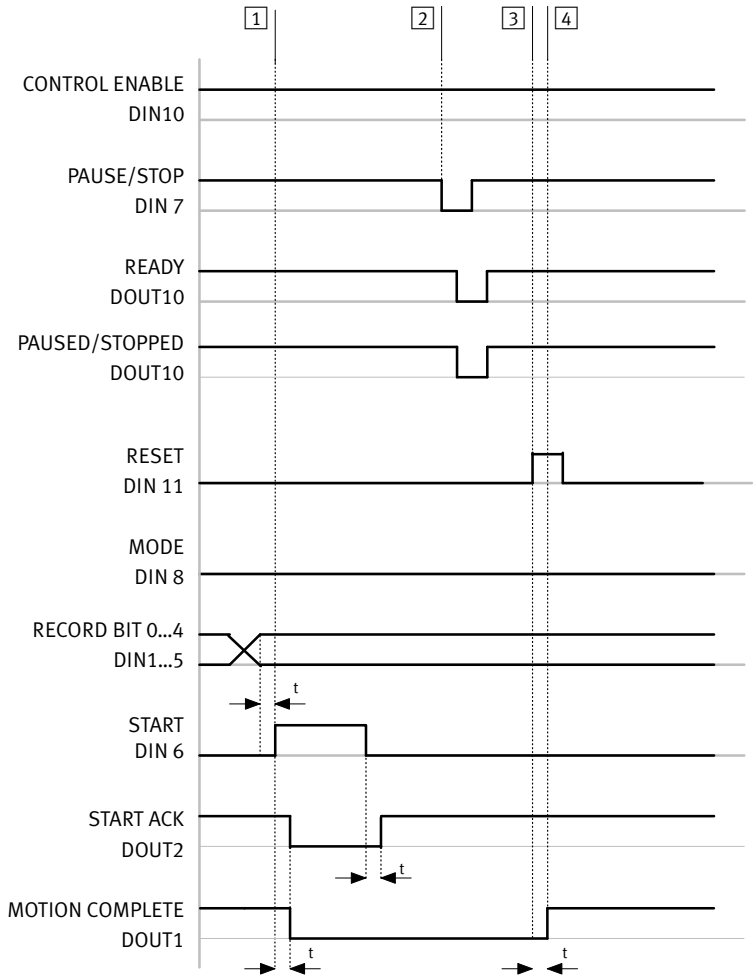 1 2 3 4
CONTROL ENABLE
DIN10
PAUSE/STOP
DIN 7
READY
DOUT10
PAUSED/STOPPED
DOUT10
RESET
DIN 11
MODE
DIN 8
RECORD BIT 0...4
DIN1...5
t
START
DIN 6
START ACK
DOUT2
t
MOTION COMPLETE
DOUT1
t t